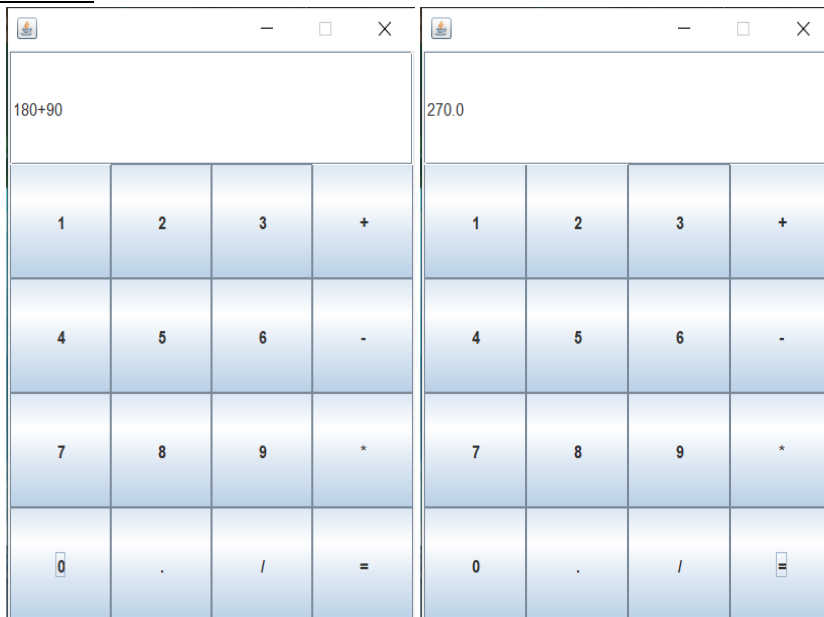 180+90
1 2 3 +
4 5 6 -
7 8 9 *
0 . / =
270.0
1 2 3 +
4 5 6 -
7 8 9 *
0 . / =